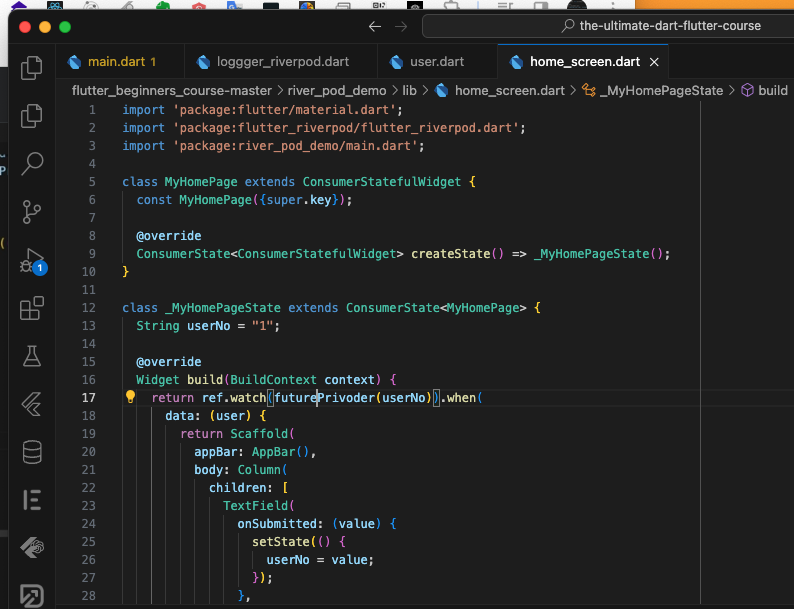 the-ultimate-dart-flutter-course
main.dart 1
loggger_riverpod.dart
user.dart
home_screen.dart
flutter_beginners_course-master > river_pod_demo > lib > home_screen.dart > _MyHomePageState > build
1 import 'package:flutter/material.dart';
2 import 'package:flutter_riverpod/flutter_riverpod.dart';
3 import 'package:river_pod_demo/main.dart';
4
5 class MyHomePage extends ConsumerStatefulWidget {
6 const MyHomePage({super.key});
7
8 @override
9 ConsumerState<ConsumerStatefulWidget> createState() => _MyHomePageState();
10 }
11
12 class _MyHomePageState extends ConsumerState<MyHomePage> {
13 String userNo = "1";
14
15 @override
16 Widget build(BuildContext context) {
17 return ref.watch(futurePrivoder(userNo)).when(
18 data: (user) {
19 return Scaffold(
20 appBar: AppBar(),
21 body: Column(
22 children: [
23 TextField(
24 onSubmitted: (value) {
25 setState(() {
26 userNo = value;
27 });
28 },
1